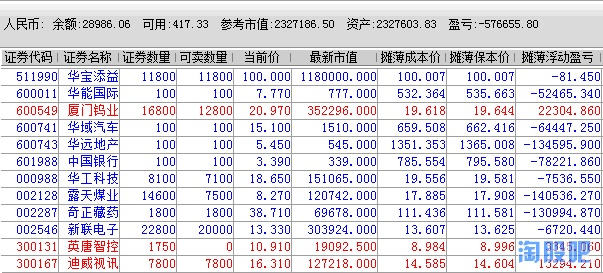 人民币: 余额:28986.06 可用:417.33 参考市值:2327186.50 资产:2327603.83 盈亏:-576655.80
证券代码 证券名称 证券数量 可卖数量 当前价 最新市值 摊薄成本价 摊薄保本价 摊薄浮动盈亏
511990 华宝添益 11800 11800 100.000 1180000.000 100.007 100.007 -81.450
600011 华能国际 100 100 7.770 777.000 532.364 535.663 -52465.340
600549 厦门钨业 16800 12800 20.970 352296.000 19.618 19.644 22304.860
600741 华域汽车 100 100 15.100 1510.000 659.508 662.416 -64447.250
600743 华远地产 100 100 5.450 545.000 1351.353 1365.008 -134595.900
601988 中国银行 100 100 3.390 339.000 785.554 795.580 -78221.860
000988 华工科技 8100 7100 18.650 151065.000 19.556 19.581 -7536.550
002128 露天煤业 14600 7500 8.270 120742.000 17.885 17.908 -140536.270
002287 奇正藏药 1800 1800 38.710 69678.000 111.436 111.581 -130994.870
002546 新联电子 22800 20000 13.330 303924.000 13.607 13.625 -6720.440
300131 英唐智控 1750 0 10.910 19092.500 8.984 8.996
300167 迪威视讯 7800 7800 16.310 127218.000 14.585 14.604 13294.210
淘股吧